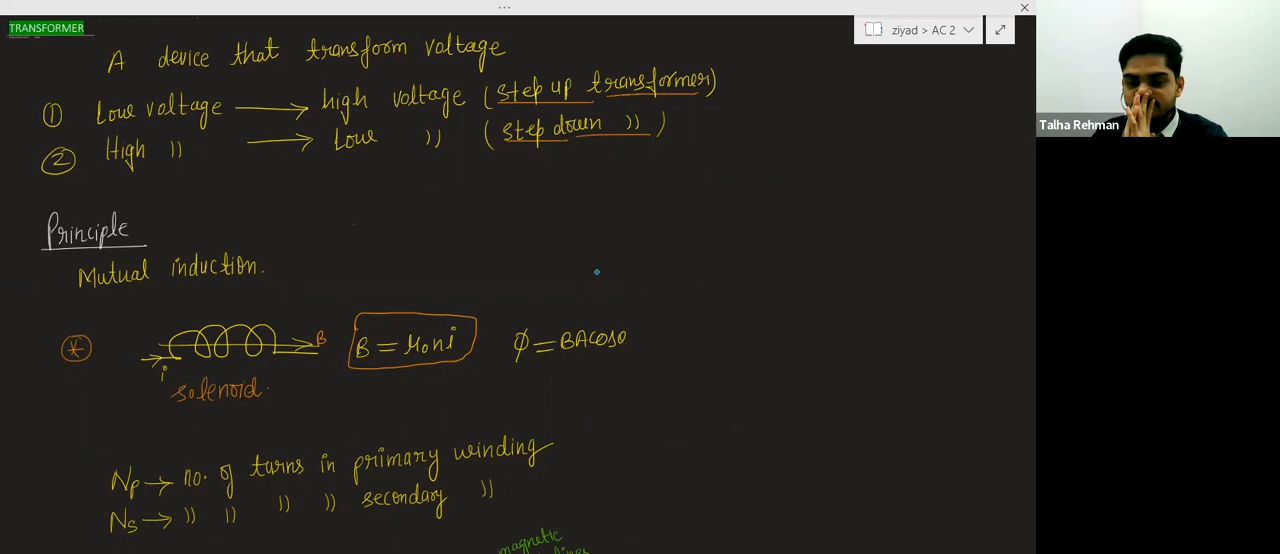 TRANSFORMER
ziyad > AC 2
A device that transform voltage
① Low voltage → high voltage (Step up transformer)
② High '' → Low '' (Step down '')
Talha Rehman
Principle
Mutual induction.
* i B B = μ₀ni φ = BAcosθ
solenoid.
Np → no. of turns in primary winding
Ns → '' '' '' '' secondary ''
magnetic
lines